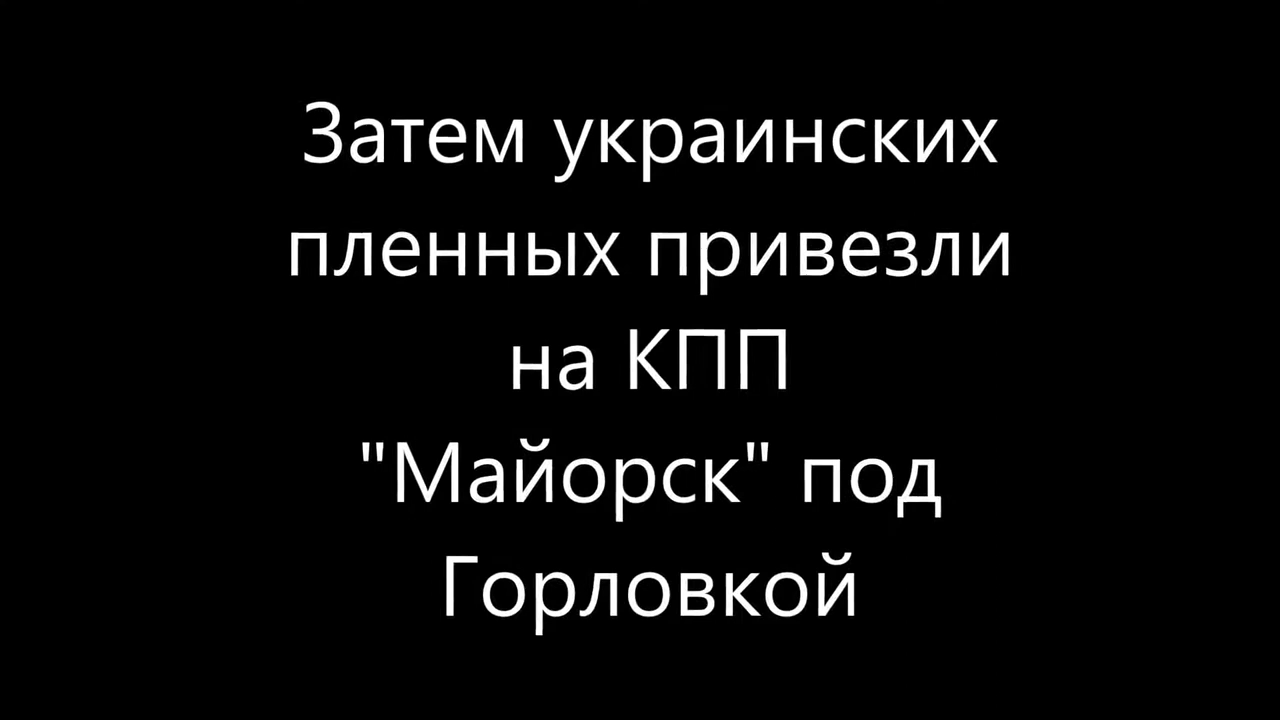 Затем украинских
пленных привезли
на КПП
"Майорск" под
Горловкой